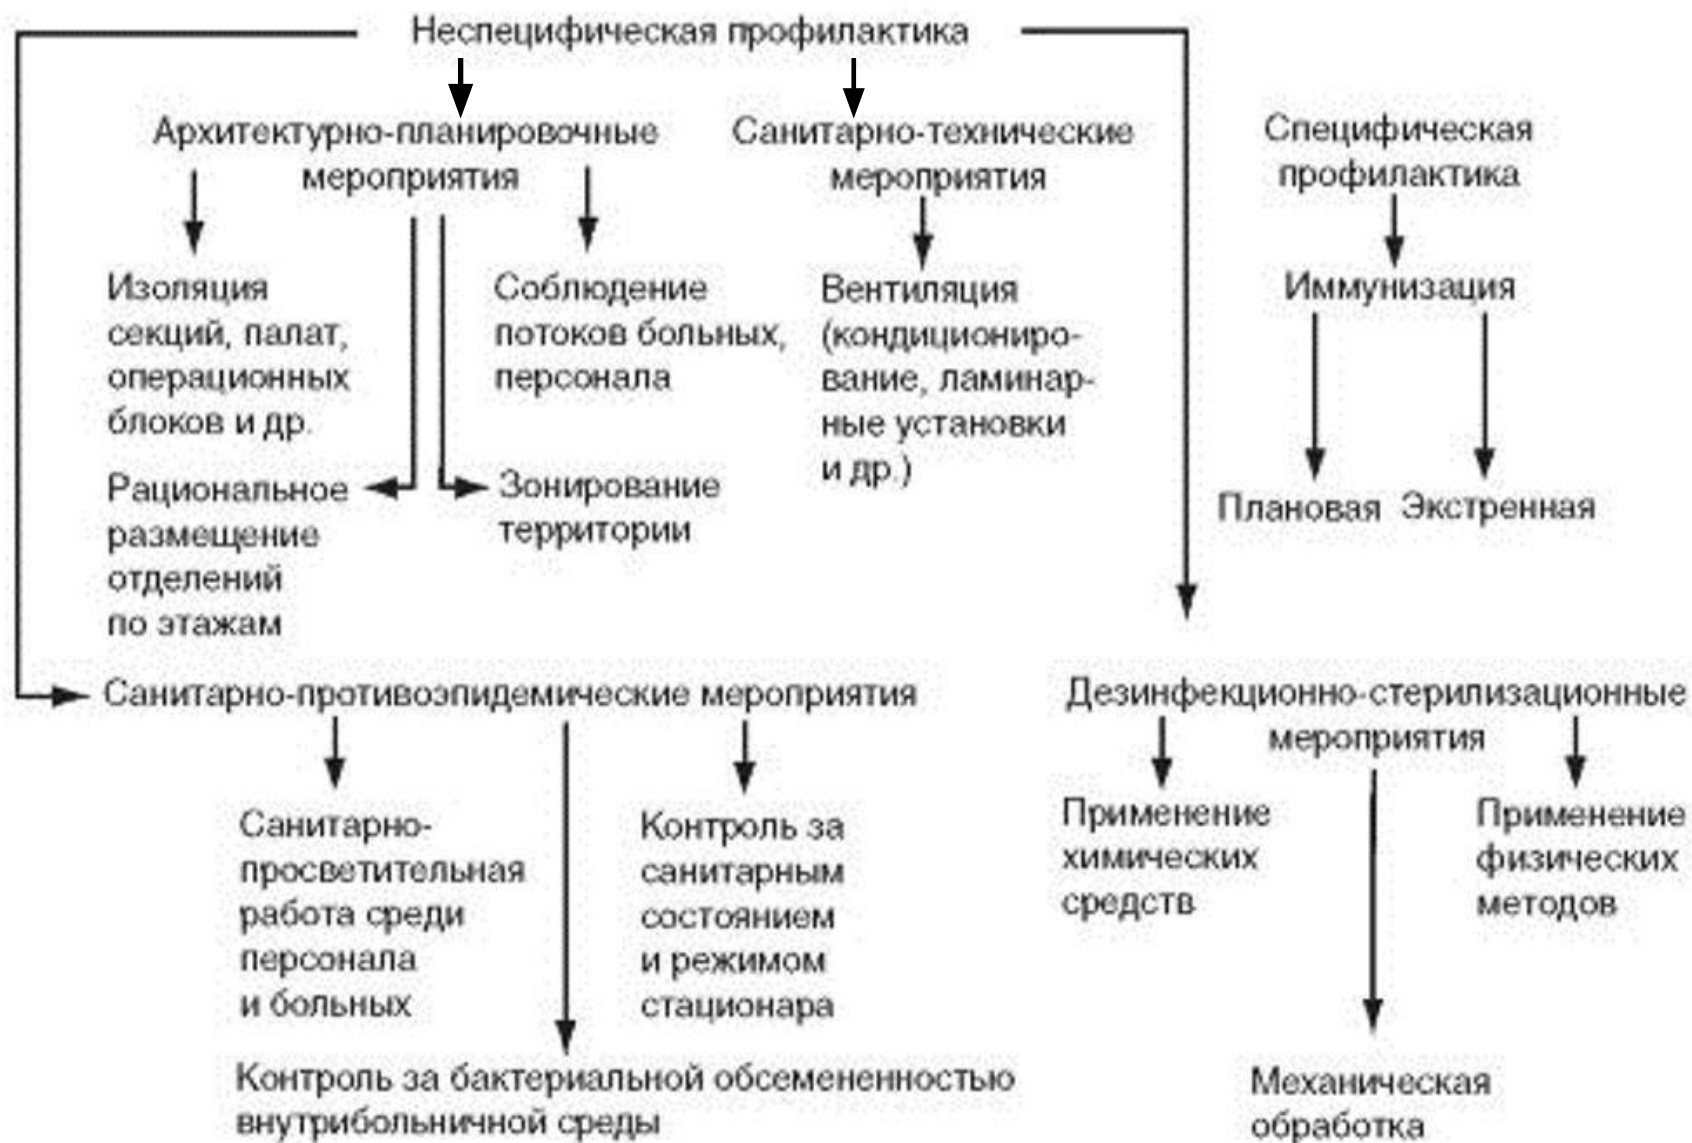 Неспецифическая профилактика
Архитектурно-планировочные
мероприятия
Санитарно-технические
мероприятия
Специфическая
профилактика
Изоляция
секций, палат,
операционных
блоков и др.
Соблюдение
потоков больных,
персонала
Вентиляция
(кондициониро-
вание, ламинар-
ные установки
и др.)
Иммунизация
Рациональное
размещение
отделений
по этажам
Зонирование
территории
Плановая
Экстренная
Санитарно-противоэпидемические мероприятия
Дезинфекционно-стерилизационные
мероприятия
Санитарно-
просветительная
работа среди
персонала
и больных
Контроль за
санитарным
состоянием
и режимом
стационара
Применение
химических
средств
Применение
физических
методов
Контроль за бактериальной обсемененностью
внутрибольничной среды
Механическая
обработка